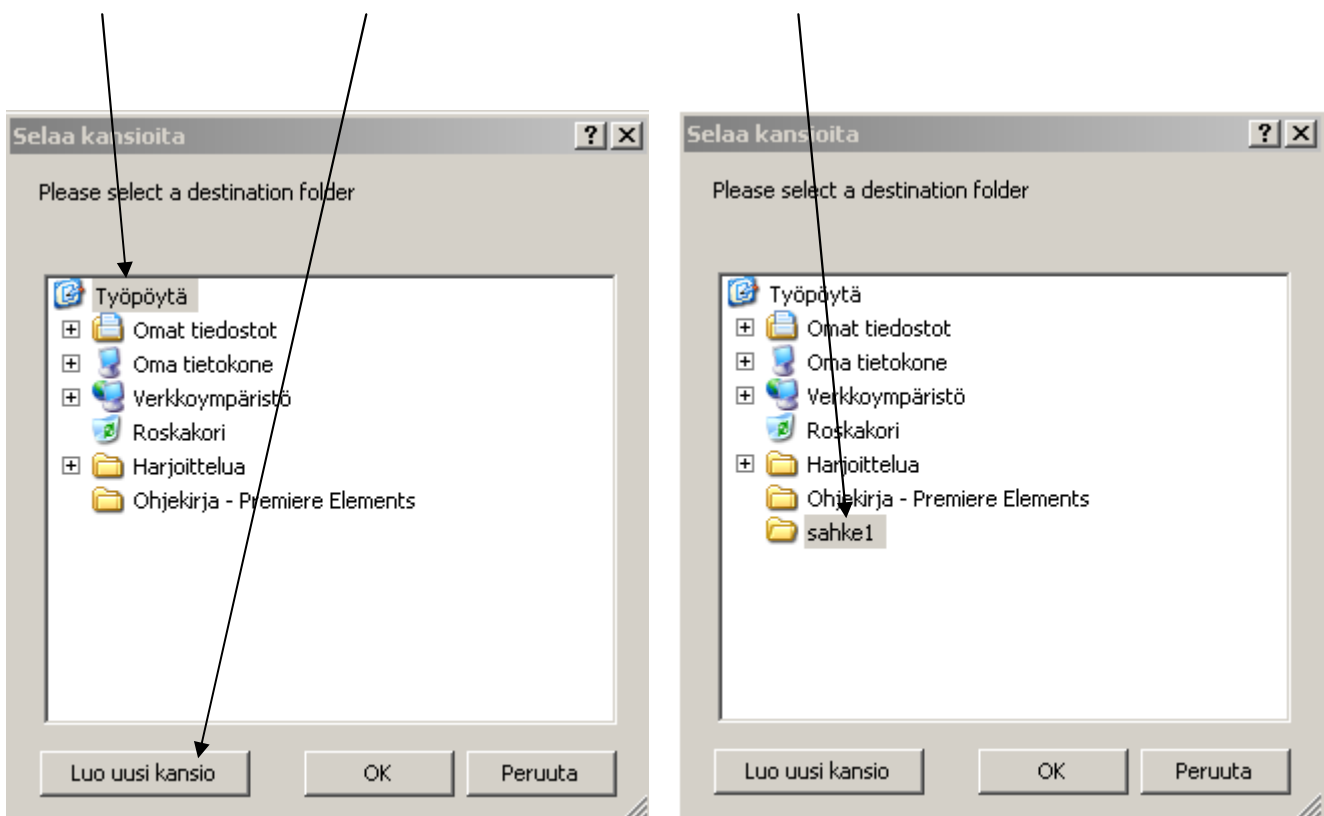 Selaa kansioita
Please select a destination folder
Työpöytä
Omat tiedostot
Oma tietokone
Verkkoympäristö
Roskakori
Harjoittelua
Ohjekirja - Premiere Elements
Luo uusi kansio
OK
Peruuta
Selaa kansioita
Please select a destination folder
Työpöytä
Omat tiedostot
Oma tietokone
Verkkoympäristö
Roskakori
Harjoittelua
Ohjekirja - Premiere Elements
sahke1
Luo uusi kansio
OK
Peruuta